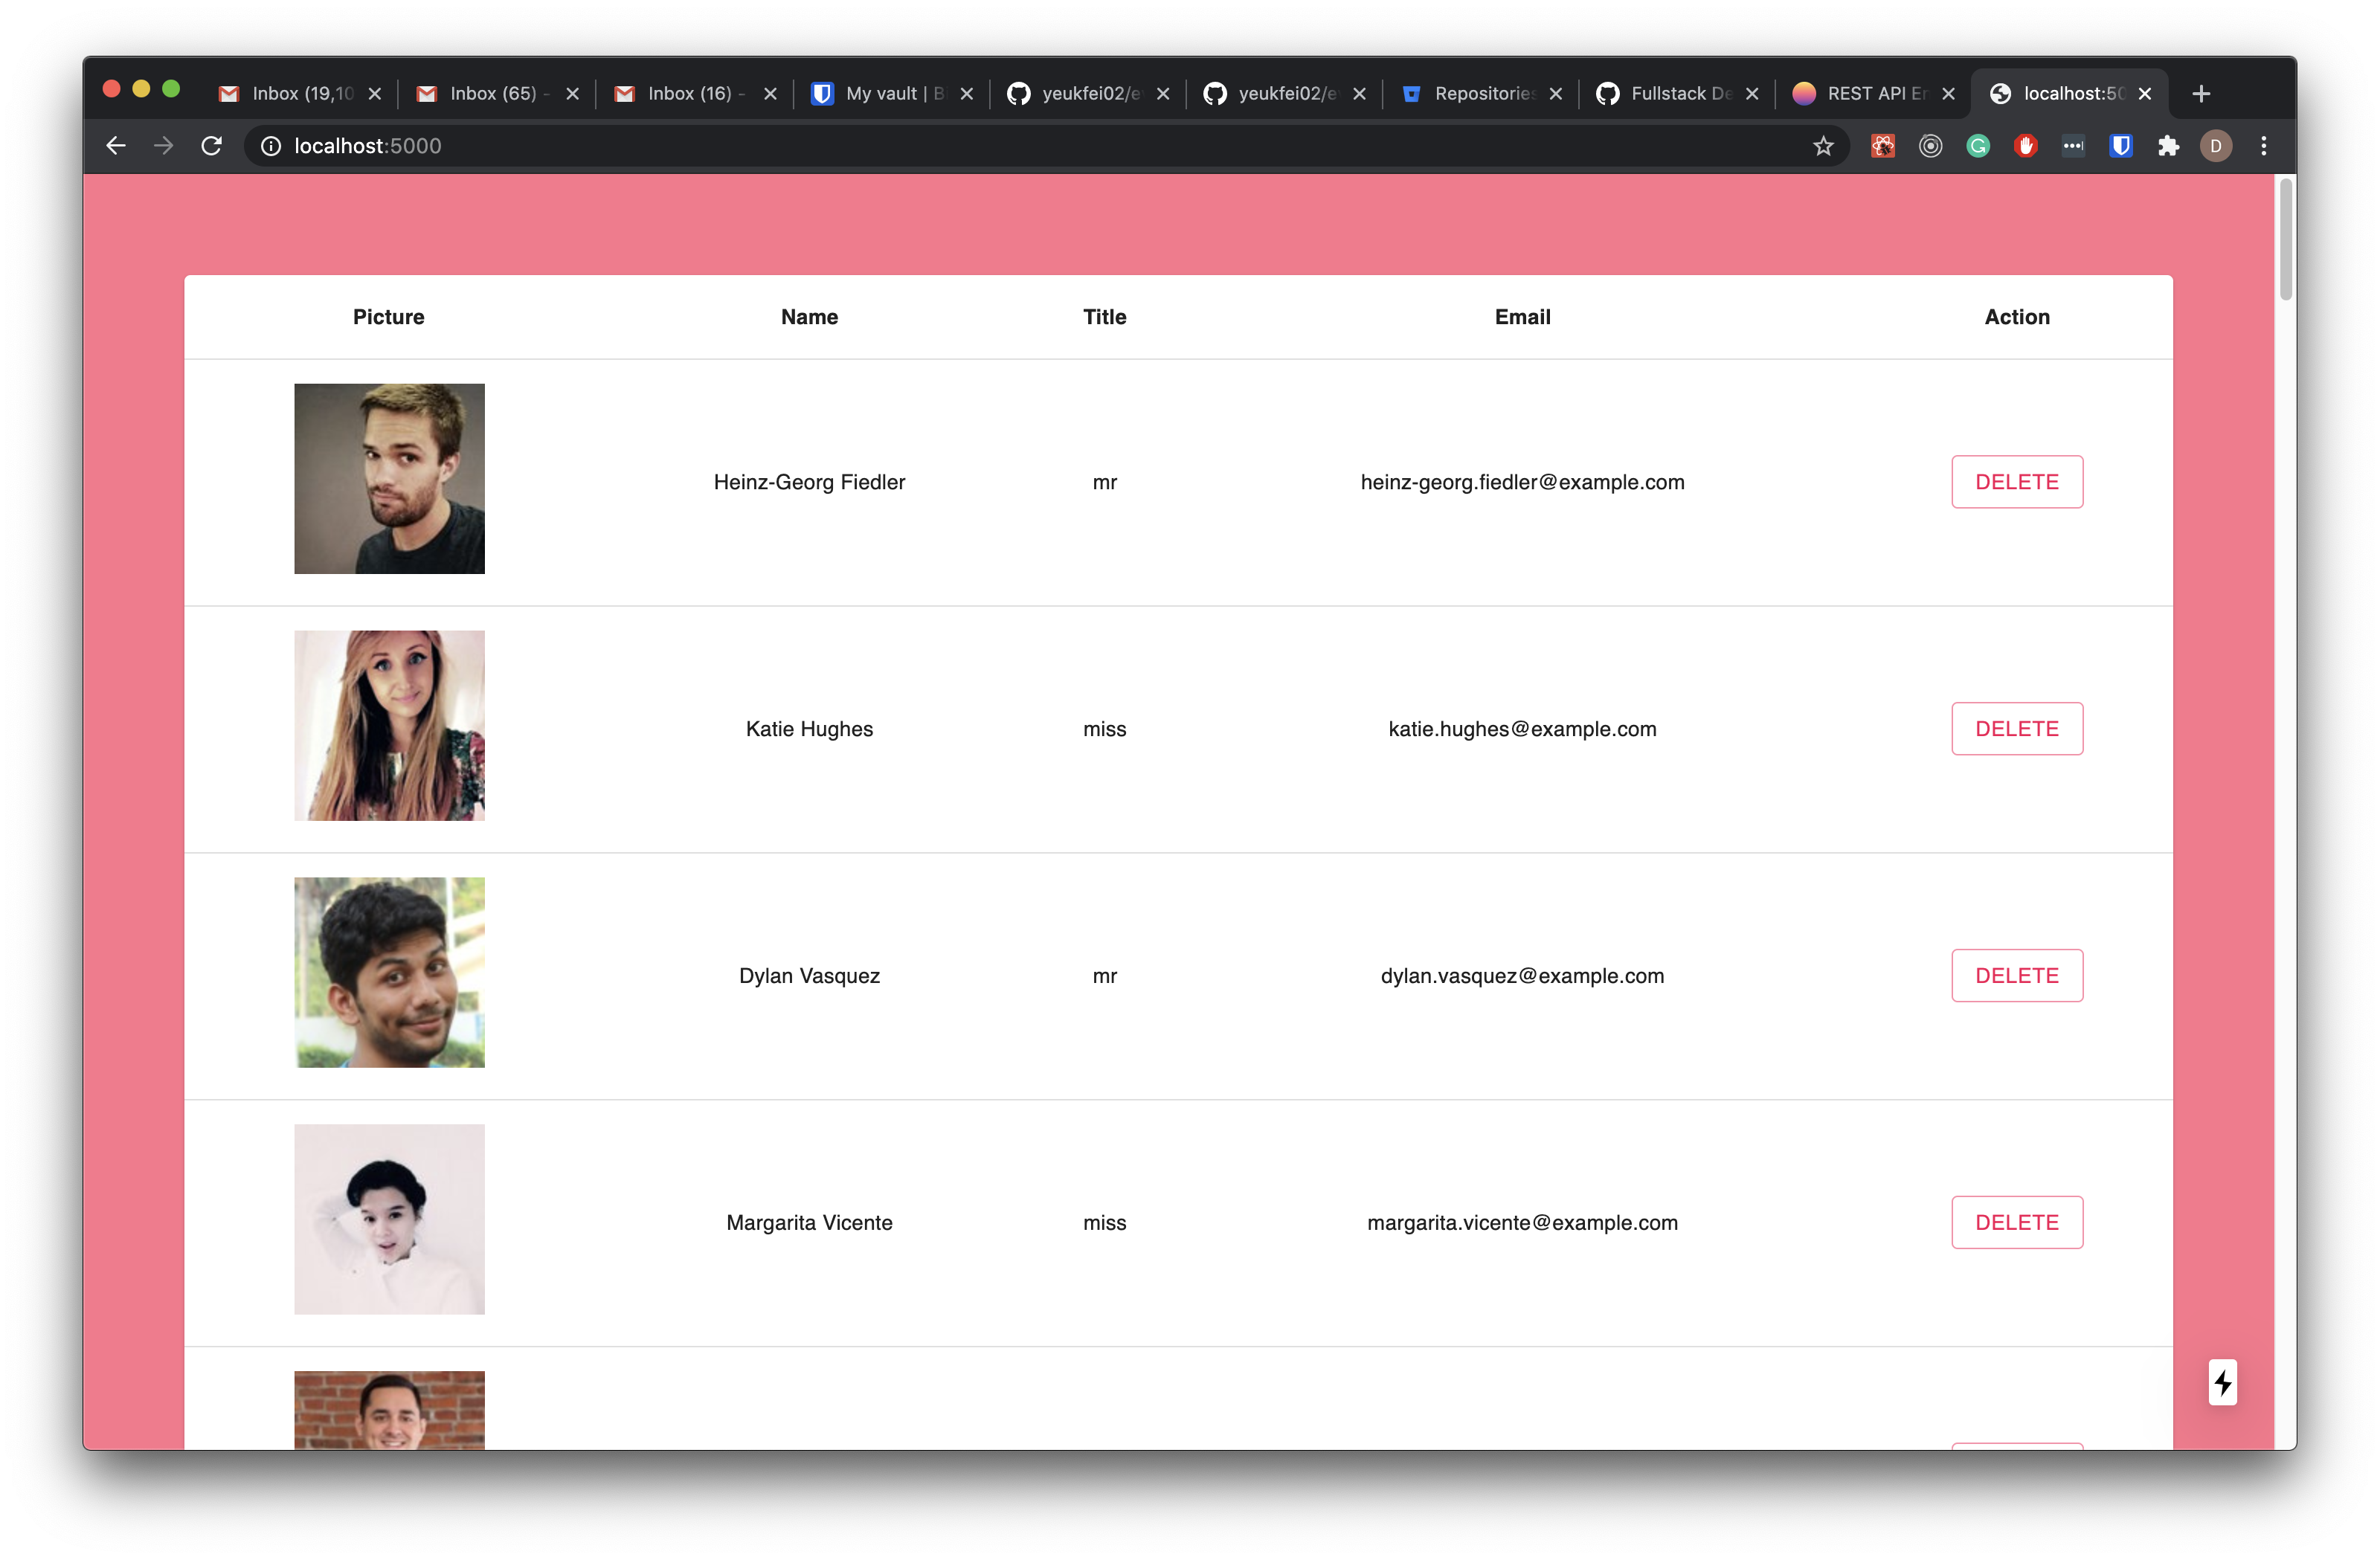 Inbox (19,10
Inbox (65) -
Inbox (16) -
My vault | B
yeukfei02/e
yeukfei02/e
Repositories
Fullstack De
REST API En
localhost:50
localhost:5000
D
Picture Name Title Email Action
Heinz-Georg Fiedler mr heinz-georg.fiedler@example.com DELETE
Katie Hughes miss katie.hughes@example.com DELETE
Dylan Vasquez mr dylan.vasquez@example.com DELETE
Margarita Vicente miss margarita.vicente@example.com DELETE